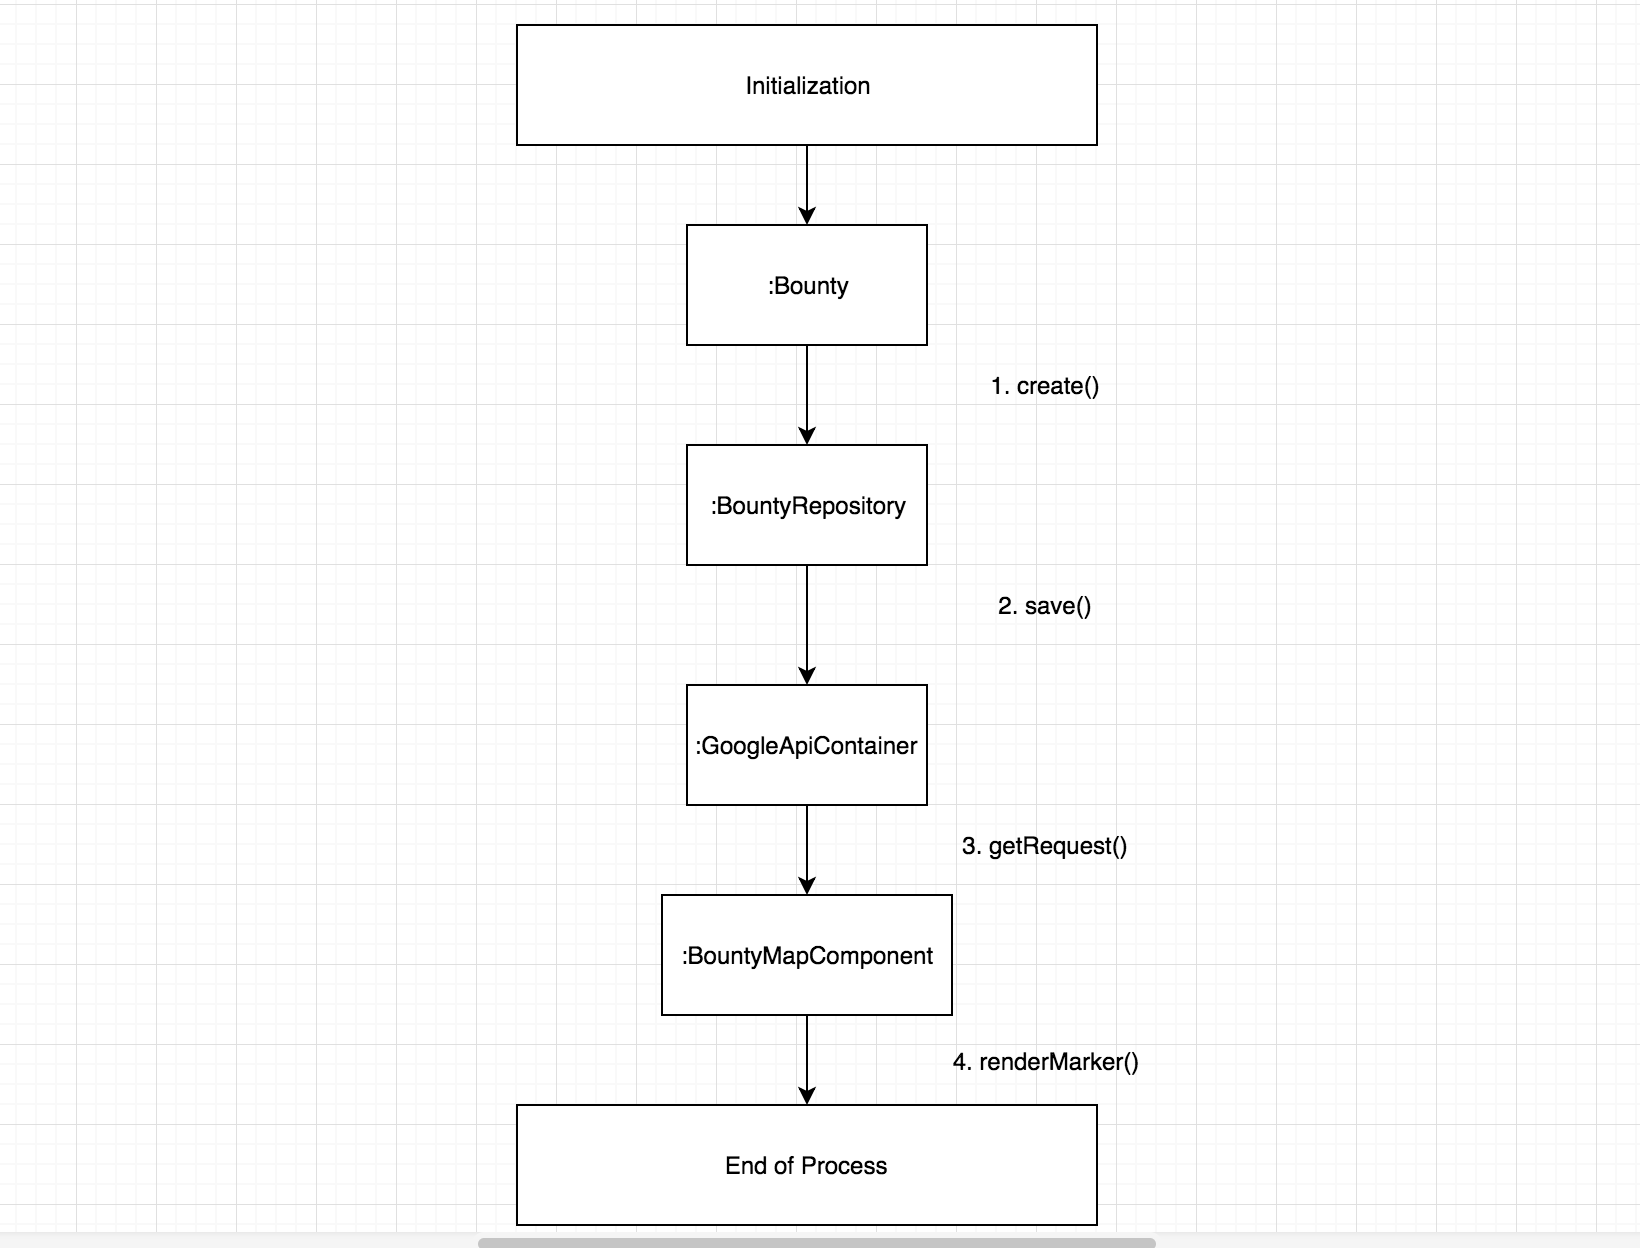 Initialization
:Bounty
1. create()
:BountyRepository
2. save()
:GoogleApiContainer
3. getRequest()
:BountyMapComponent
4. renderMarker()
End of Process